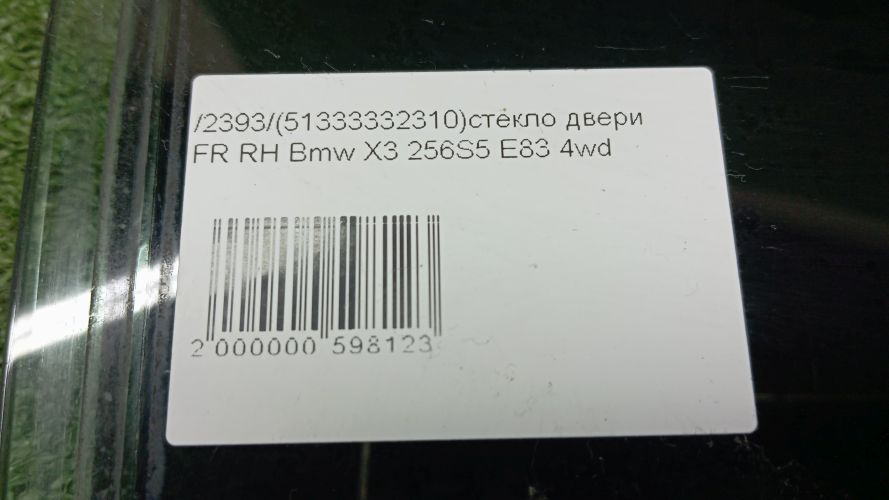 /2393/(51333332310)стекло двери
FR RH Bmw X3 256S5 E83 4wd
2 000000 598123